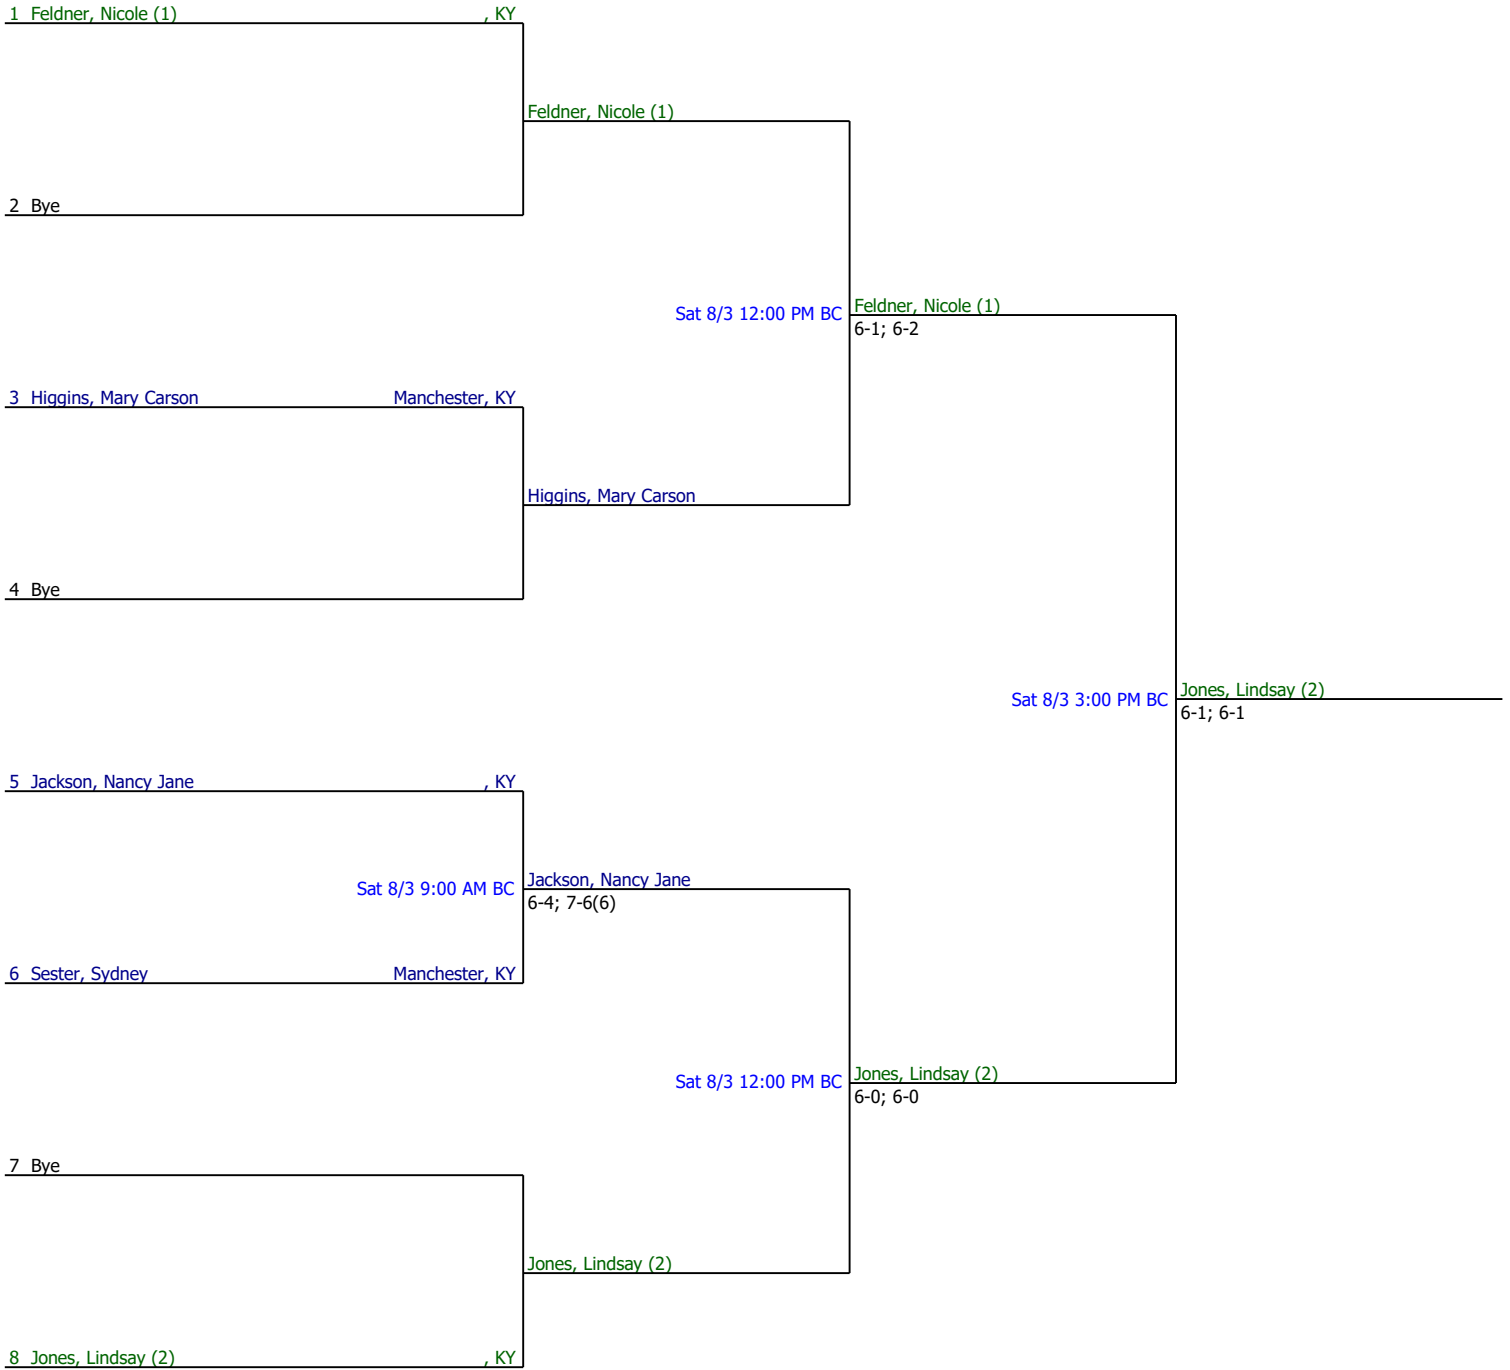 1 Feldner, Nicole (1) , KY
Feldner, Nicole (1)
2 Bye
Sat 8/3 12:00 PM BC Feldner, Nicole (1)
6-1; 6-2
3 Higgins, Mary Carson Manchester, KY
Higgins, Mary Carson
4 Bye
Sat 8/3 3:00 PM BC Jones, Lindsay (2)
6-1; 6-1
5 Jackson, Nancy Jane , KY
Sat 8/3 9:00 AM BC Jackson, Nancy Jane
6-4; 7-6(6)
6 Sester, Sydney Manchester, KY
Sat 8/3 12:00 PM BC Jones, Lindsay (2)
6-0; 6-0
7 Bye
Jones, Lindsay (2)
8 Jones, Lindsay (2) , KY